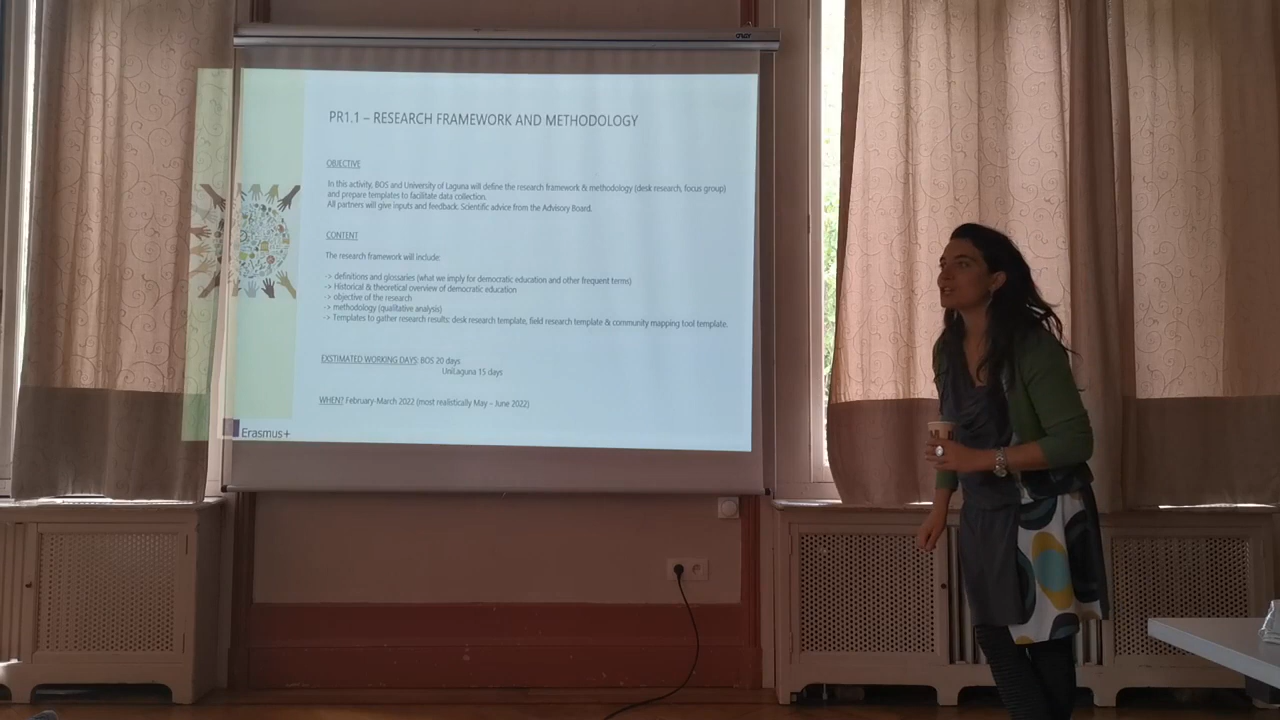 PR1.1 – RESEARCH FRAMEWORK AND METHODOLOGY
OBJECTIVE
In this activity, BOS and University of Laguna will define the research framework & methodology (desk research, focus group)
and prepare templates to facilitate data collection.
All partners will give inputs and feedback. Scientific advice from the Advisory Board.
CONTENT
The research framework will include:
-> definitions and glossaries (what we imply for democratic education and other frequent terms)
-> Historical & theoretical overview of democratic education
-> objective of the research
-> methodology (qualitative analysis)
-> Templates to gather research results: desk research template, field research template & community mapping tool template.
EXSTIMATED WORKING DAYS: BOS 20 days
UniLaguna 15 days
WHEN? February-March 2022 (most realistically May – June 2022)
Erasmus+